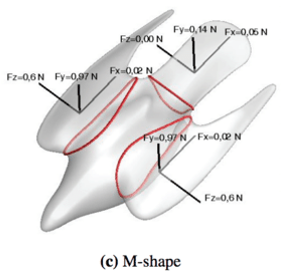 Fz=0,00 N Fy=0,14 N Fx=0,05 N
Fz=0,6 N Fy=0,97 N Fx=0,02 N
Fy=0,97 N Fx=0,02 N
Fz=0,6 N
(c) M-shape